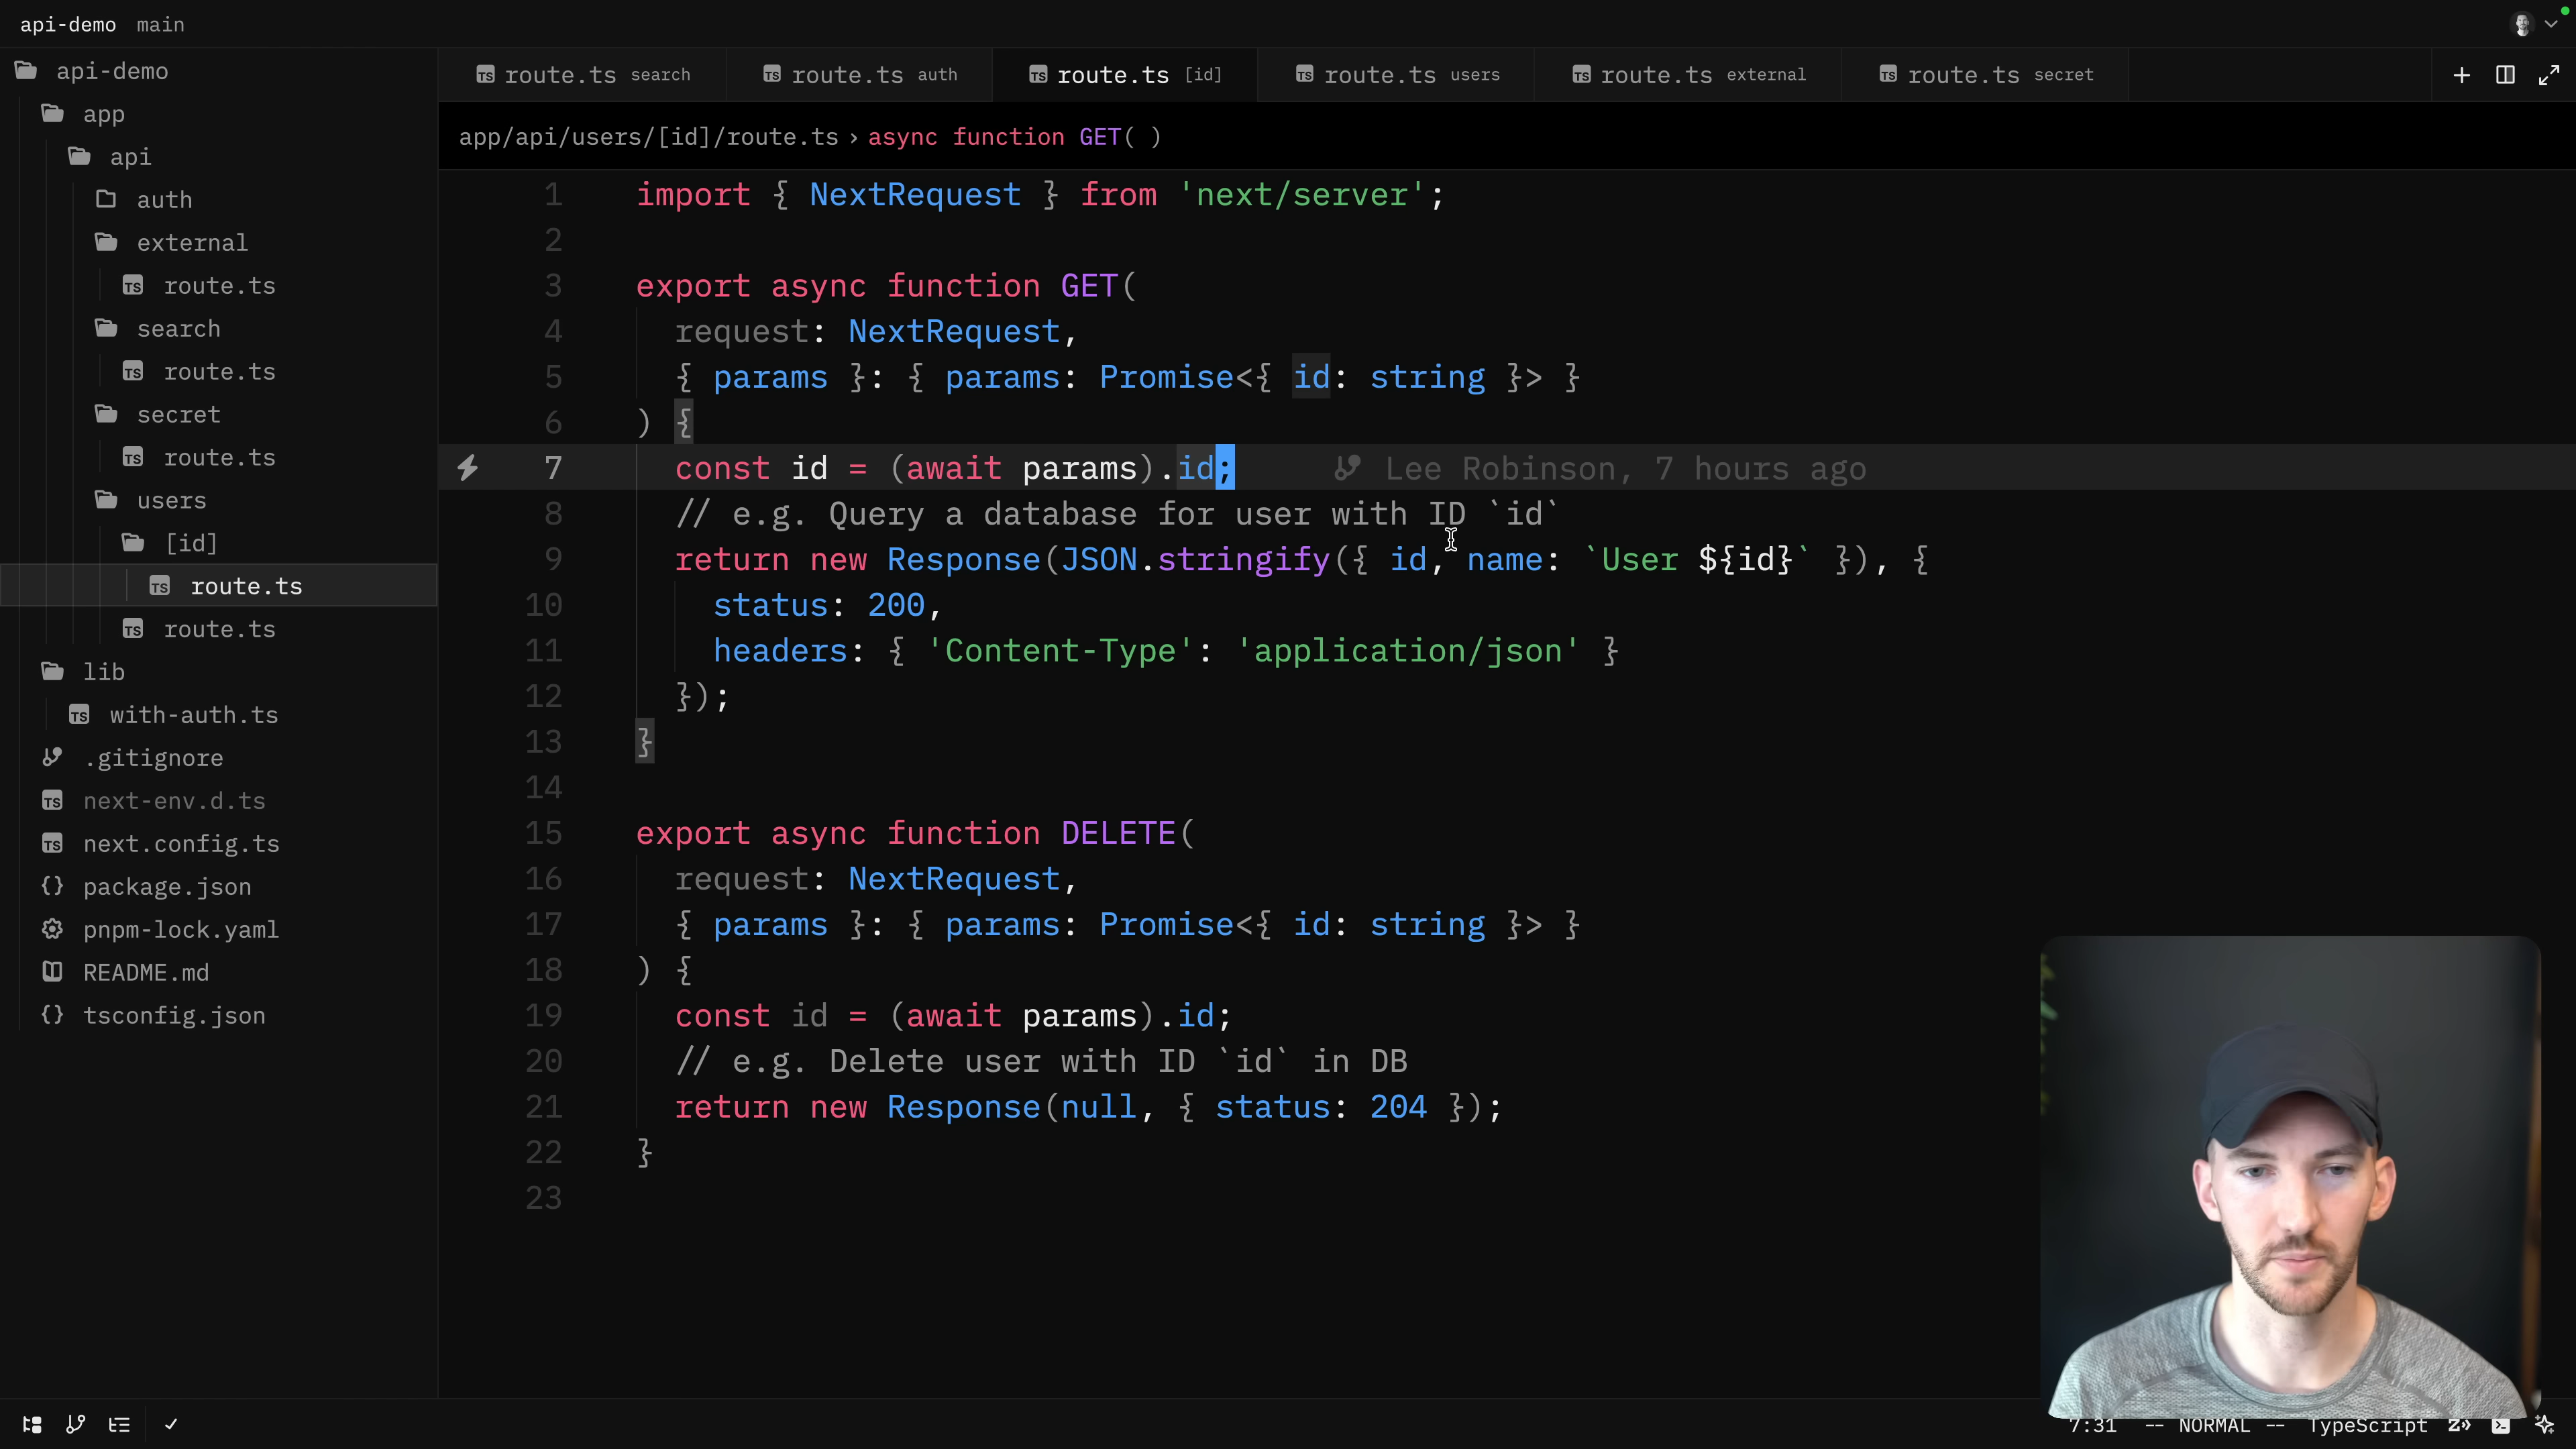 api-demo main
api-demo
app
api
auth
external
route.ts
search
route.ts
secret
route.ts
users
[id]
route.ts
route.ts
lib
with-auth.ts
.gitignore
next-env.d.ts
next.config.ts
package.json
pnpm-lock.yaml
README.md
tsconfig.json
TS route.ts search TS route.ts auth TS route.ts [id] TS route.ts users TS route.ts external TS route.ts secret
app/api/users/[id]/route.ts › async function GET( )
1 import { NextRequest } from 'next/server';
2
3 export async function GET(
4 request: NextRequest,
5 { params }: { params: Promise<{ id: string }> }
6 ) {
7 const id = (await params).id; Lee Robinson, 7 hours ago
8 // e.g. Query a database for user with ID `id`
9 return new Response(JSON.stringify({ id, name: `User ${id}` }), {
10 status: 200,
11 headers: { 'Content-Type': 'application/json' }
12 });
13 }
14
15 export async function DELETE(
16 request: NextRequest,
17 { params }: { params: Promise<{ id: string }> }
18 ) {
19 const id = (await params).id;
20 // e.g. Delete user with ID `id` in DB
21 return new Response(null, { status: 204 });
22 }
23
7:31 -- NORMAL -- TypeScript